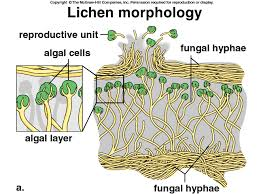 Copyright © The McGraw-Hill Companies, Inc. Permission required for reproduction or display.
Lichen morphology
reproductive unit
algal cells
fungal hyphae
algal layer
a.
fungal hyphae